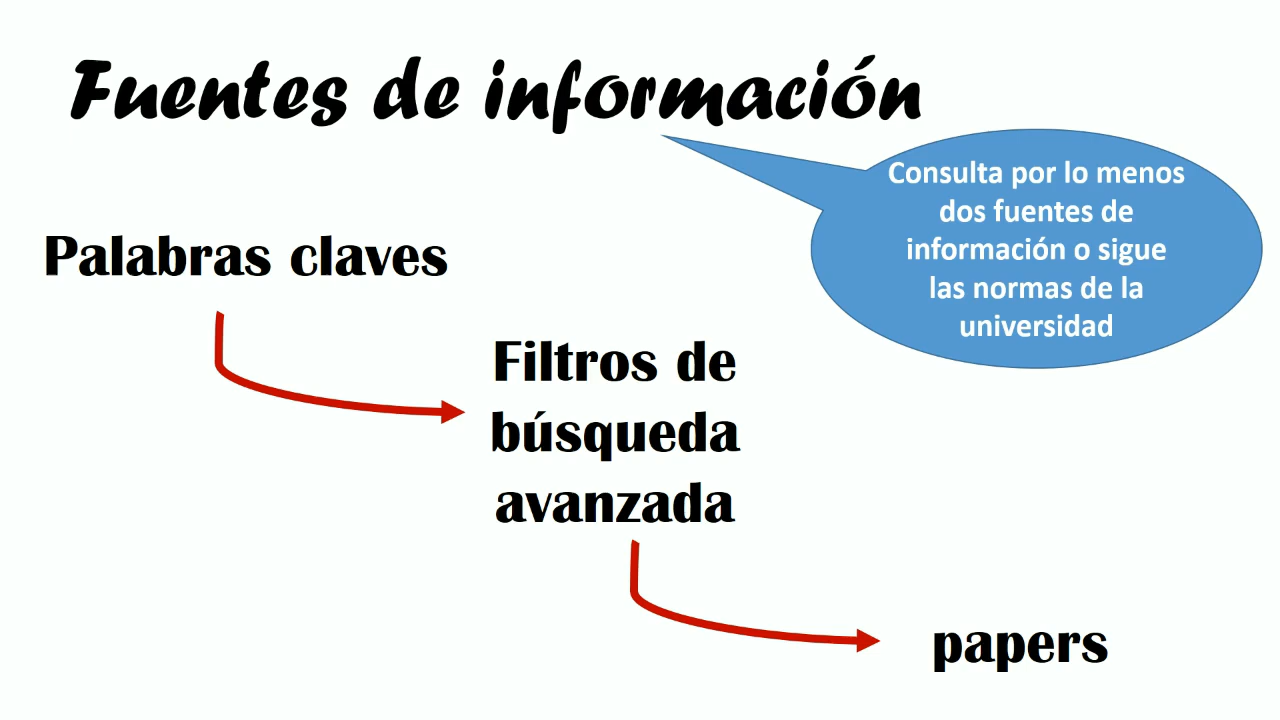 Fuentes de información
Consulta por lo menos
dos fuentes de
información o sigue
las normas de la
universidad
Palabras claves
Filtros de
búsqueda
avanzada
papers